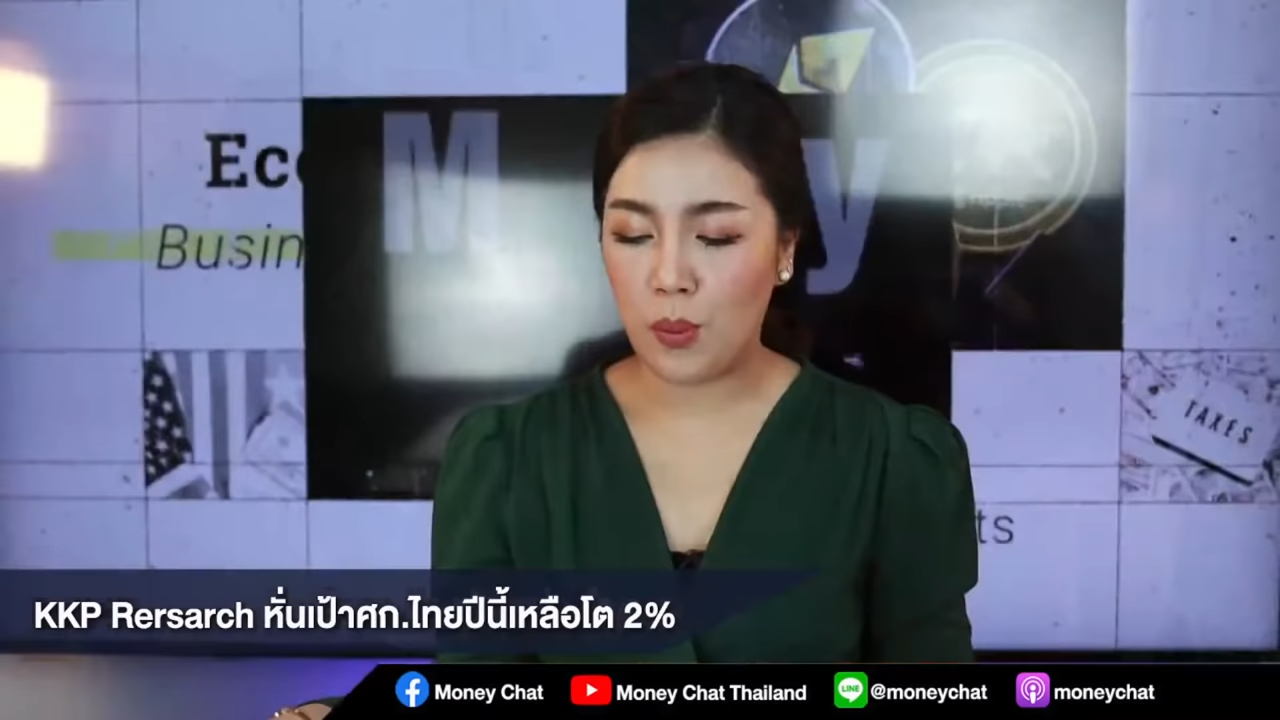 Ec
Busin
M
y
TAXES
ts
KKP Rersarch หั่นเป้าศก.ไทยปีนี้เหลือโต 2%
Money Chat
Money Chat Thailand
LINE
@moneychat
moneychat